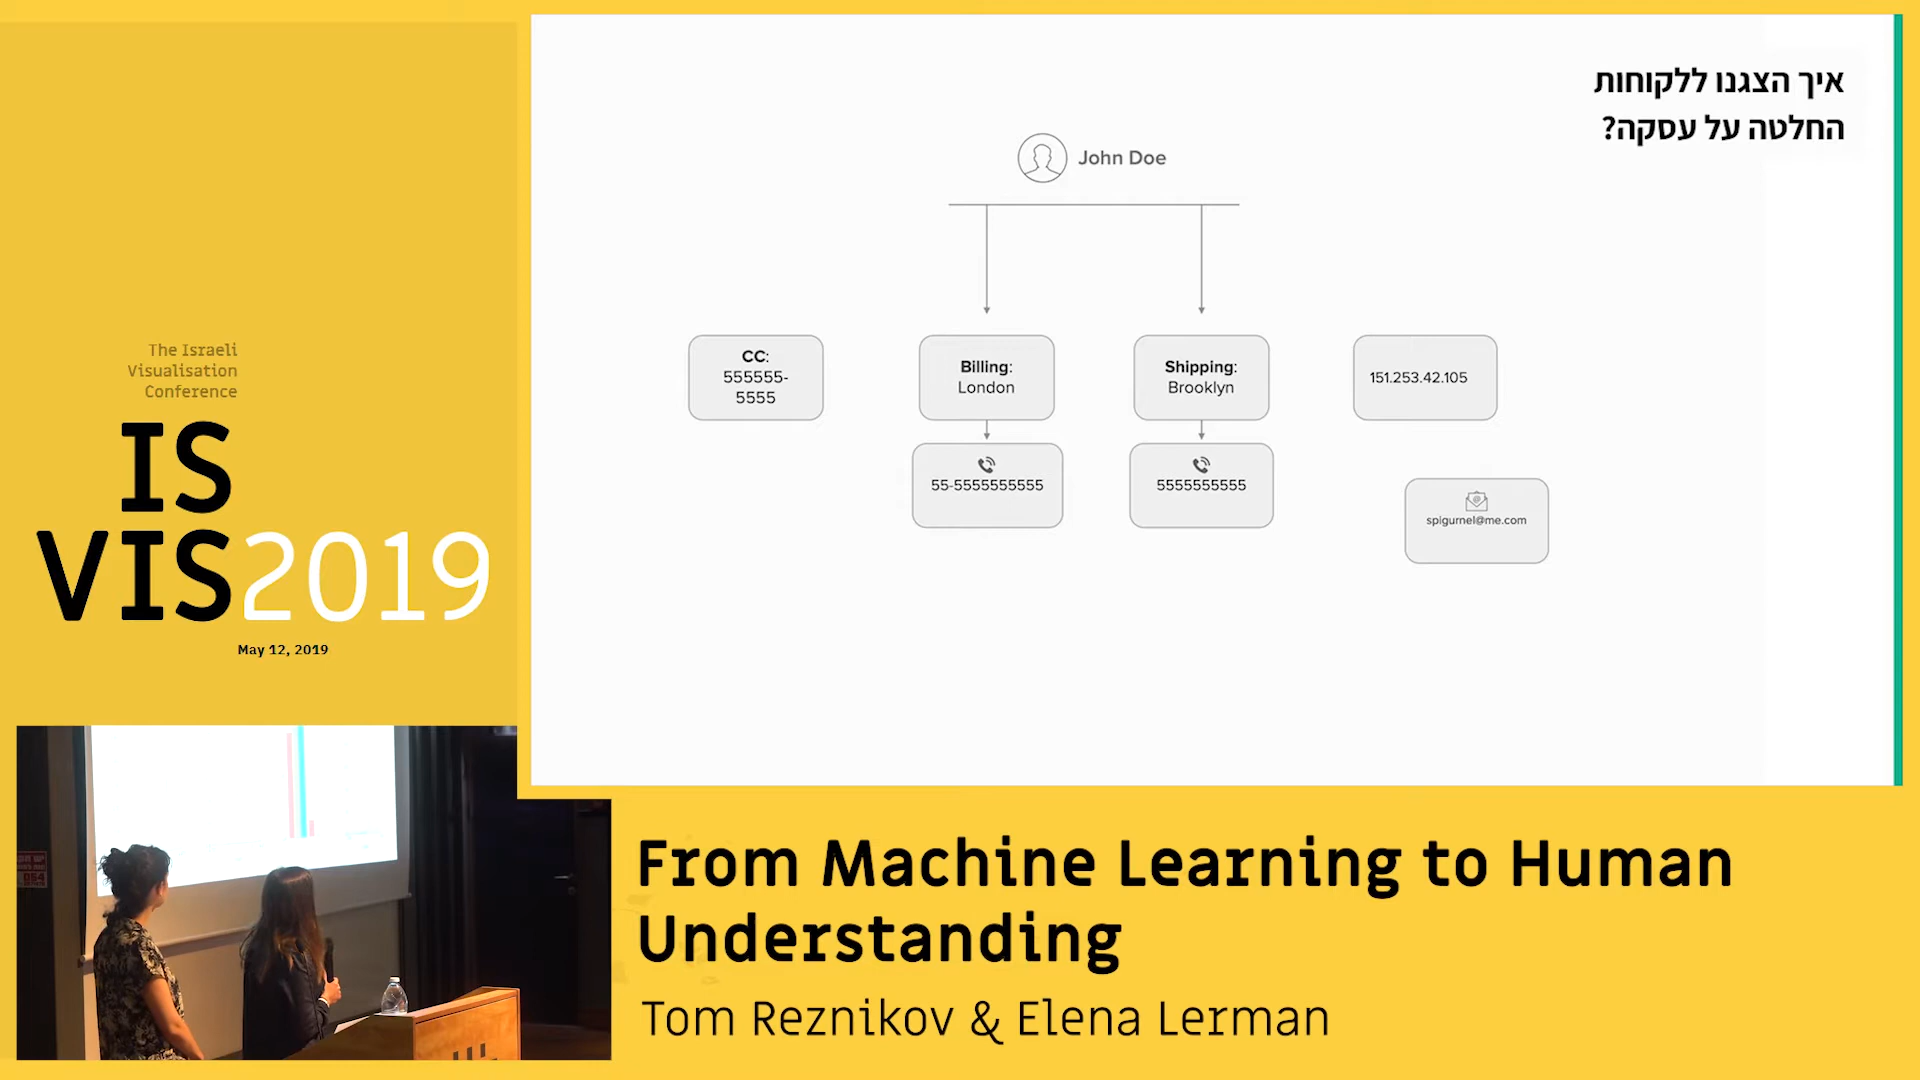 The Israeli
Visualisation
Conference
IS
VIS2019
May 12, 2019
איך הצגנו ללקוחות
החלטה על עסקה?
John Doe
CC:
555555-
5555
Billing:
London
Shipping:
Brooklyn
151.253.42.105
55-5555555555
5555555555
spigurnel@me.com
From Machine Learning to Human
Understanding
Tom Reznikov & Elena Lerman